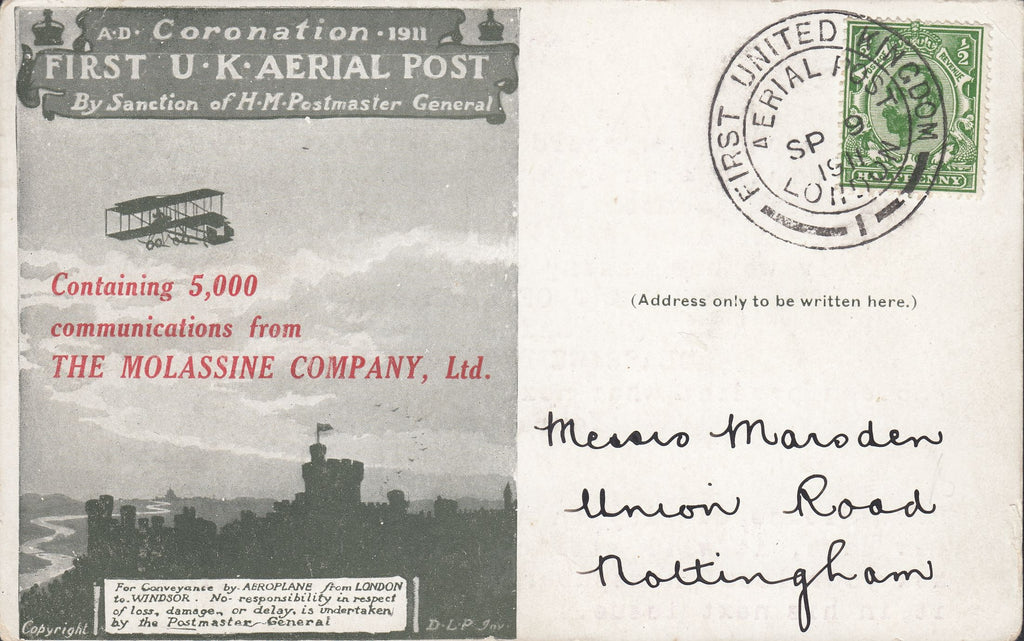 A·D· Coronation ·1911
FIRST U·K·AERIAL POST
By Sanction of H·M·Postmaster General
Containing 5,000
communications from
THE MOLASSINE COMPANY, Ltd.
For Conveyance by AEROPLANE from LONDON
to WINDSOR. No responsibility in respect
of loss, damage, or delay, is undertaken
by the Postmaster General
Copyright
D·L·P·Inv.
FIRST UNITED KINGDOM
AERIAL POST
SP 9
1911
LONDON
1
½
HALFPENNY
(Address only to be written here.)
Messrs Marsden
Union Road
Nottingham